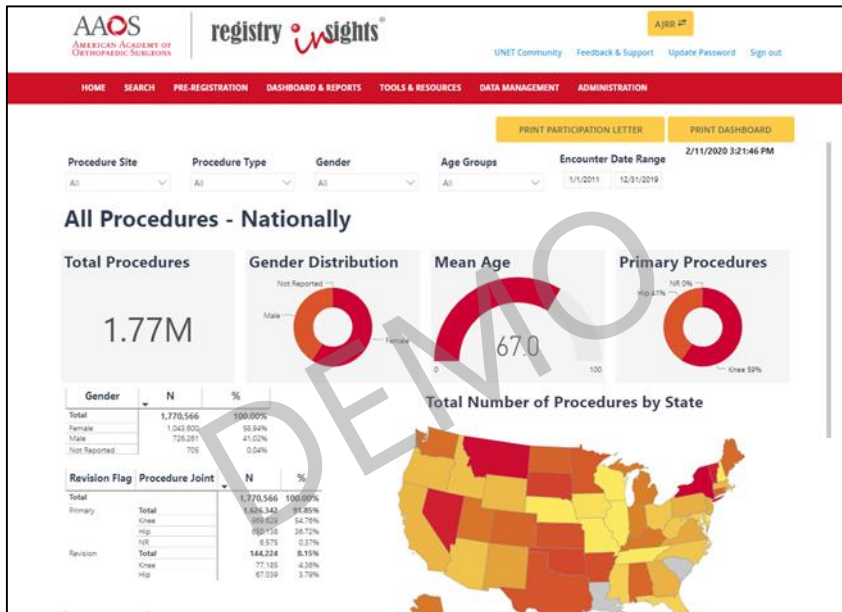 AAOS
AMERICAN ACADEMY OF
ORTHOPAEDIC SURGEONS
registry insights®
AJRR
UNET Community Feedback & Support Update Password Sign out
HOME SEARCH PRE-REGISTRATION DASHBOARD & REPORTS TOOLS & RESOURCES DATA MANAGEMENT ADMINISTRATION
PRINT PARTICIPATION LETTER PRINT DASHBOARD
2/11/2020 3:21:46 PM
Procedure Site Procedure Type Gender Age Groups Encounter Date Range
All All All All 1/1/2011 12/31/2019
All Procedures - Nationally
Total Procedures Gender Distribution Mean Age Primary Procedures
Not Reported NR 0%
Male Hip 41%
1.77M Female 67.0
0 100 Knee 59%
DEMO
Gender N %
Total 1,770,566 100.00%
Female 1,043,600 58.94%
Male 726,261 41.02%
Not Reported 705 0.04%
Total Number of Procedures by State
Revision Flag Procedure Joint N %
Total 1,770,566 100.00%
Primary Total 1,626,342 91.85%
Knee 969,629 54.76%
Hip 650,138 36.72%
NR 6,575 0.37%
Revision Total 144,224 8.15%
Knee 77,185 4.36%
Hip 67,039 3.79%